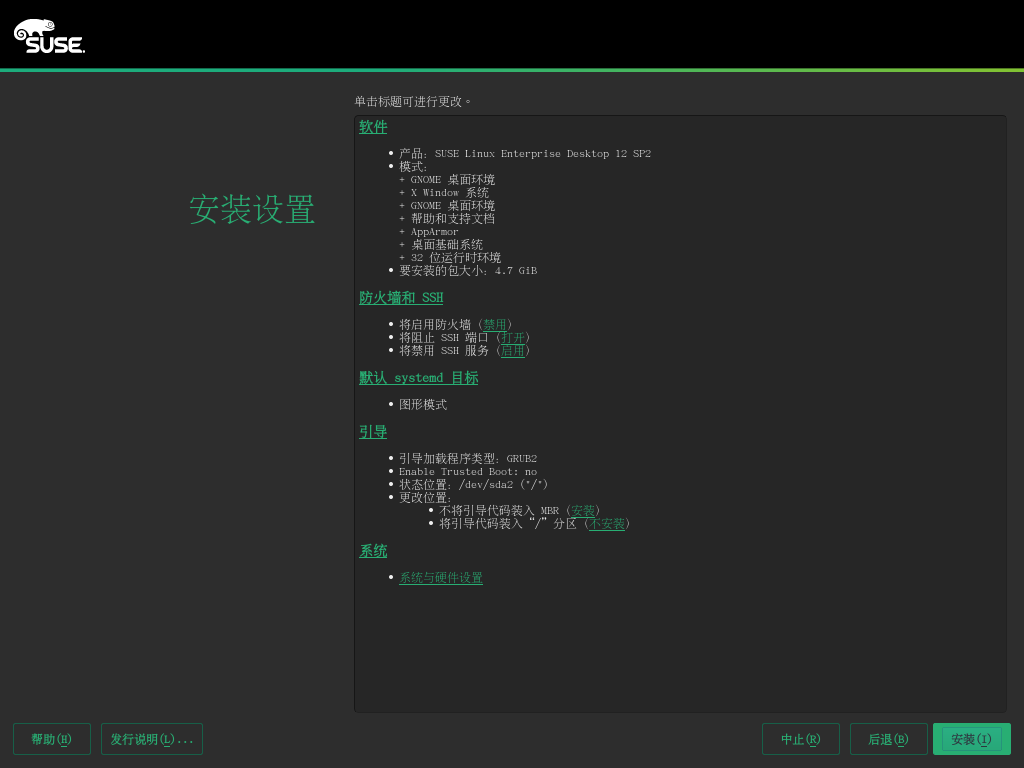 SUSE.
单击标题可进行更改。
安装设置
软件
• 产品: SUSE Linux Enterprise Desktop 12 SP2
• 模式:
+ GNOME 桌面环境
+ X Window 系统
+ GNOME 桌面环境
+ 帮助和支持文档
+ AppArmor
+ 桌面基础系统
+ 32 位运行时环境
• 要安装的包大小: 4.7 GiB
防火墙和 SSH
• 将启用防火墙 (禁用)
• 将阻止 SSH 端口 (打开)
• 将禁用 SSH 服务 (启用)
默认 systemd 目标
• 图形模式
引导
• 引导加载程序类型: GRUB2
• Enable Trusted Boot: no
• 状态位置: /dev/sda2 ("/")
• 更改位置:
• 不将引导代码装入 MBR (安装)
• 将引导代码装入“/”分区 (不安装)
系统
• 系统与硬件设置
帮助(H) 发行说明(L)... 中止(R) 后退(B) 安装(I)